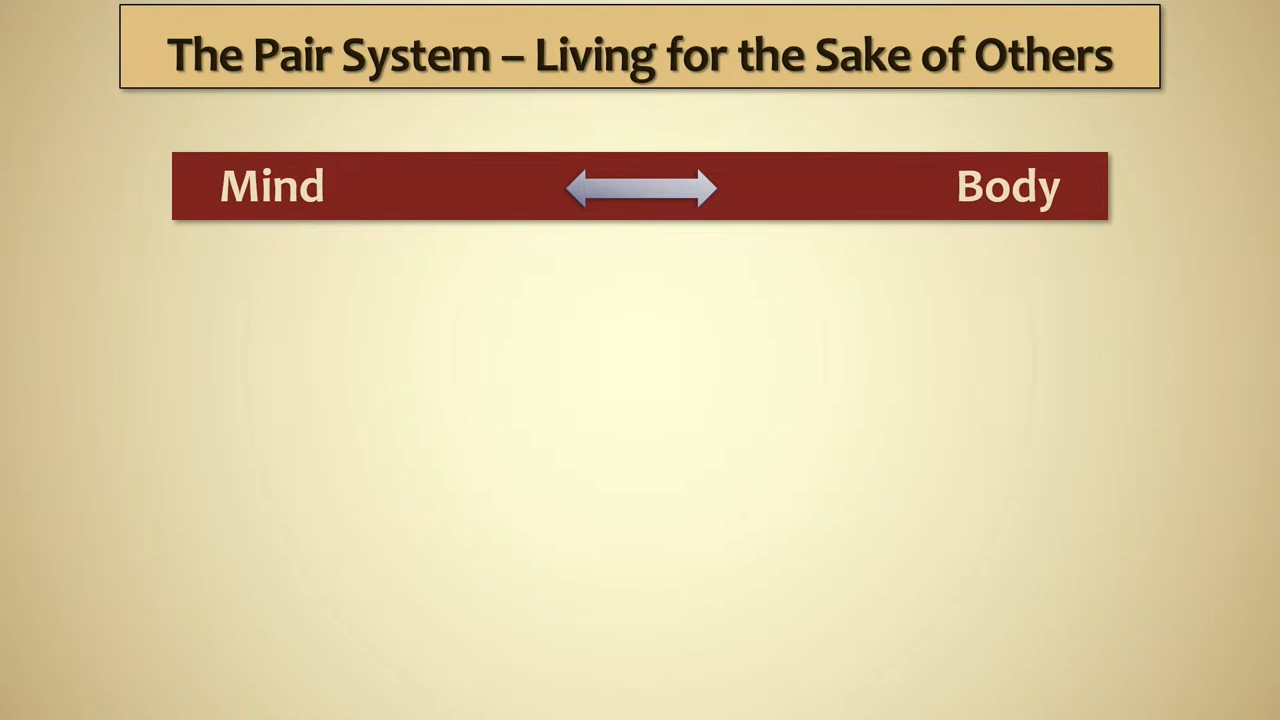 The Pair System – Living for the Sake of Others
Mind Body